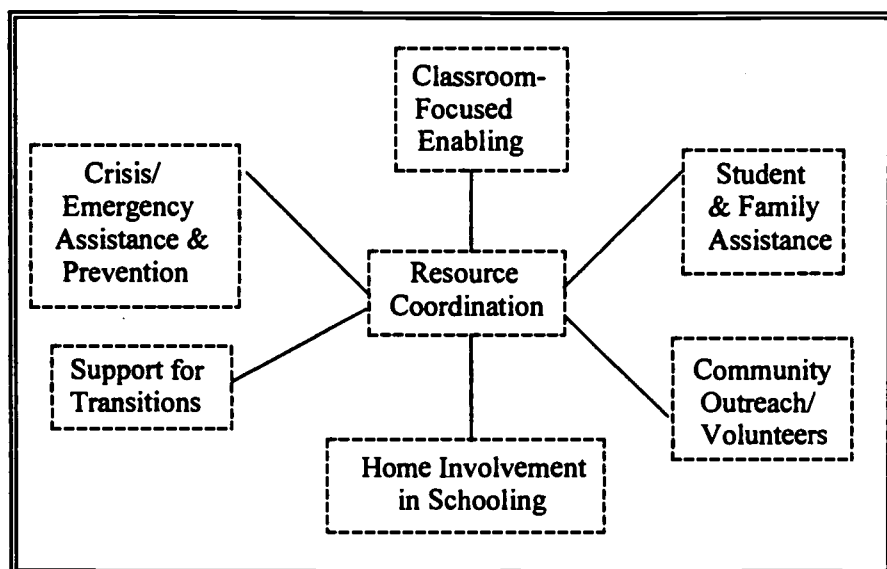 Classroom-
Focused
Enabling
Crisis/
Emergency
Assistance &
Prevention
Student
& Family
Assistance
Resource
Coordination
Support for
Transitions
Community
Outreach/
Volunteers
Home Involvement
in Schooling